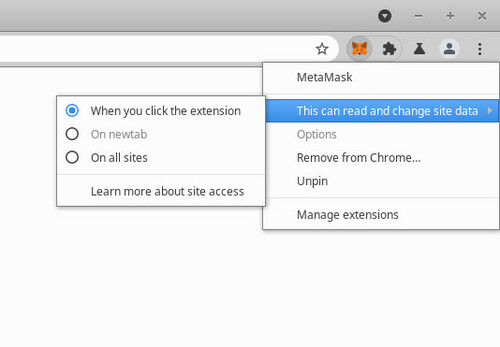 MetaMask
This can read and change site data
Options
Remove from Chrome...
Unpin
Manage extensions
When you click the extension
On newtab
On all sites
Learn more about site access